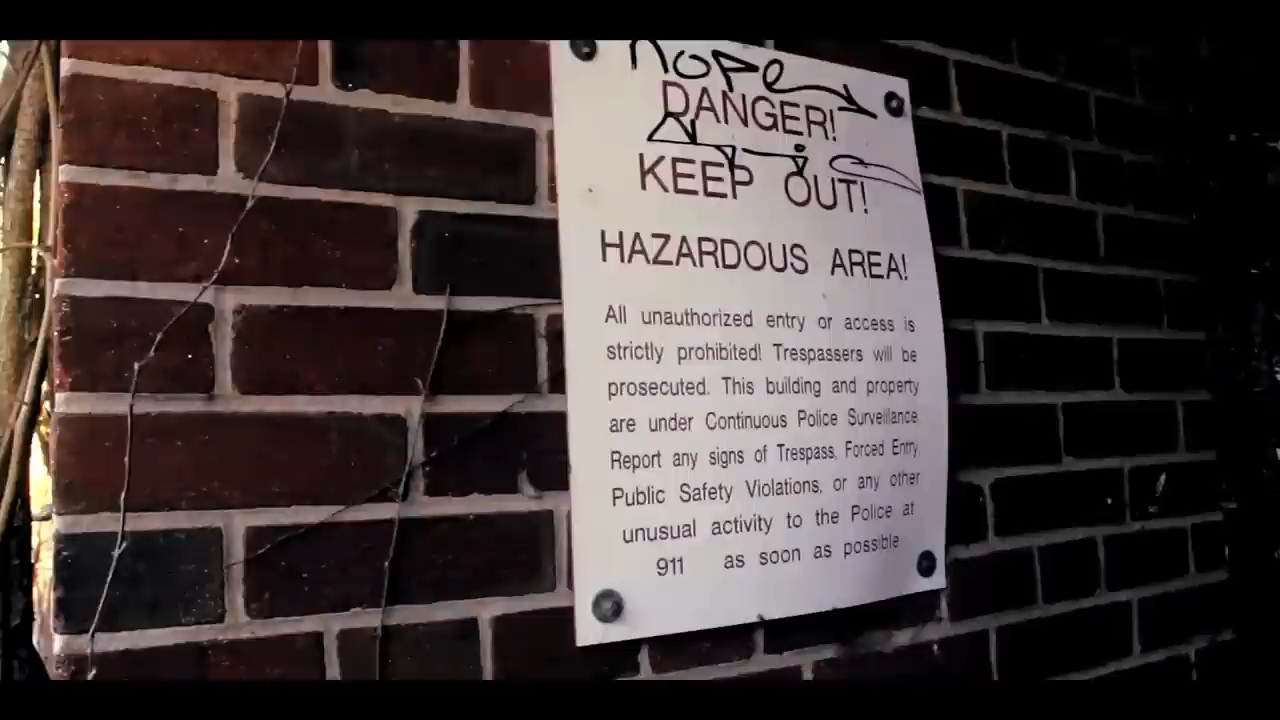 nope
DANGER!
KEEP OUT!
HAZARDOUS AREA!
All unauthorized entry or access is
strictly prohibited! Trespassers will be
prosecuted. This building and property
are under Continuous Police Surveillance
Report any signs of Trespass, Forced Entry,
Public Safety Violations, or any other
unusual activity to the Police at
911 as soon as possible